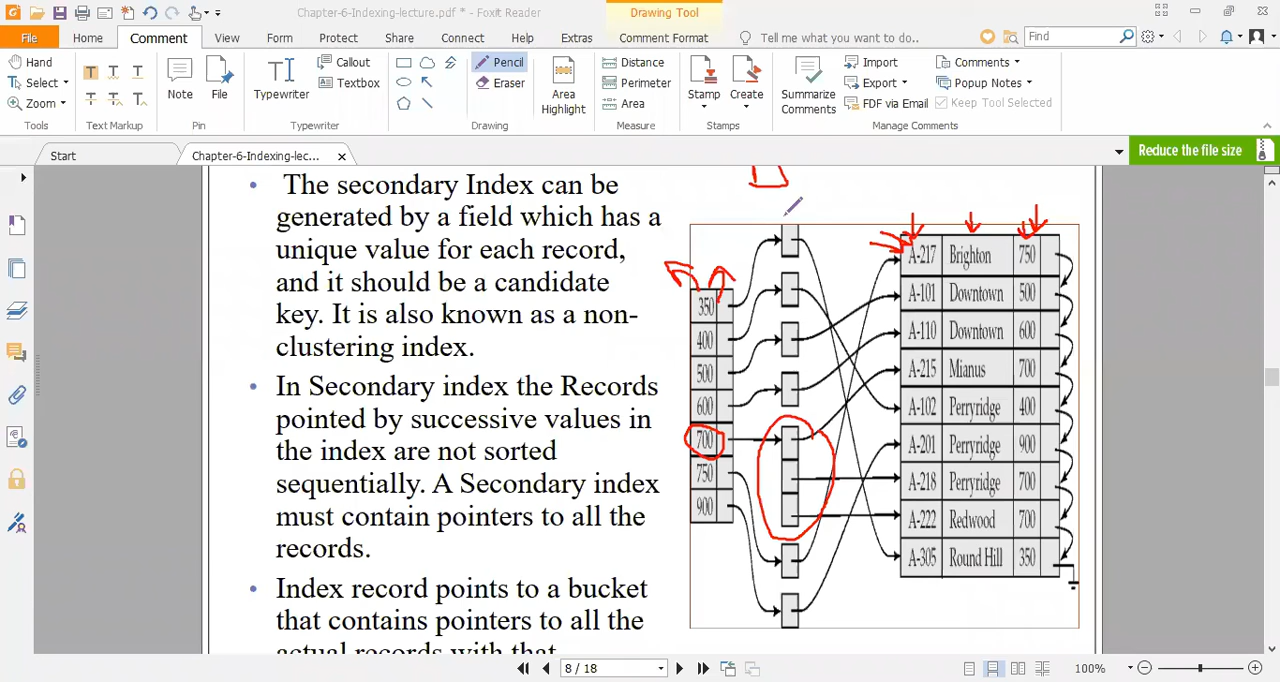 Chapter-6-Indexing-lecture.pdf * - Foxit Reader
Drawing Tool
File
Home
Comment
View
Form
Protect
Share
Connect
Help
Extras
Comment Format
Tell me what you want to do..
Find
Hand
Select
Zoom
Tools
Text Markup
Note
File
Pin
Typewriter
Callout
Textbox
Typewriter
Pencil
Eraser
Drawing
Area
Highlight
Distance
Perimeter
Area
Measure
Stamp
Create
Stamps
Summarize
Comments
Import
Export
FDF via Email
Comments
Popup Notes
Keep Tool Selected
Manage Comments
Start
Chapter-6-Indexing-lec...
Reduce the file size
• The secondary Index can be
generated by a field which has a
unique value for each record,
and it should be a candidate
key. It is also known as a non-
clustering index.
• In Secondary index the Records
pointed by successive values in
the index are not sorted
sequentially. A Secondary index
must contain pointers to all the
records.
• Index record points to a bucket
that contains pointers to all the
actual records with that
350
400
500
600
700
750
900
A-217 Brighton 750
A-101 Downtown 500
A-110 Downtown 600
A-215 Mianus 700
A-102 Perryridge 400
A-201 Perryridge 900
A-218 Perryridge 700
A-222 Redwood 700
A-305 Round Hill 350
8 / 18
100%